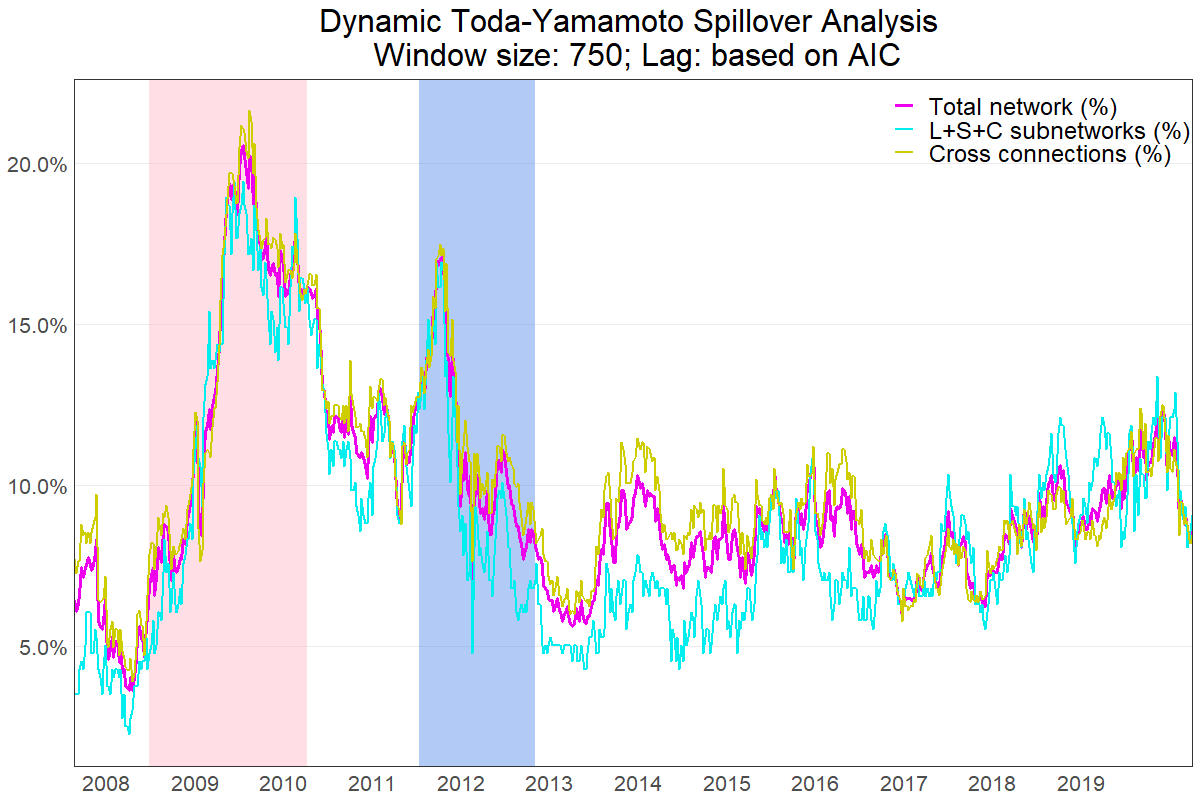 Dynamic Toda-Yamamoto Spillover Analysis
Window size: 750; Lag: based on AIC
Total network (%)
L+S+C subnetworks (%)
Cross connections (%)
20.0%
15.0%
10.0%
5.0%
2008 2009 2010 2011 2012 2013 2014 2015 2016 2017 2018 2019